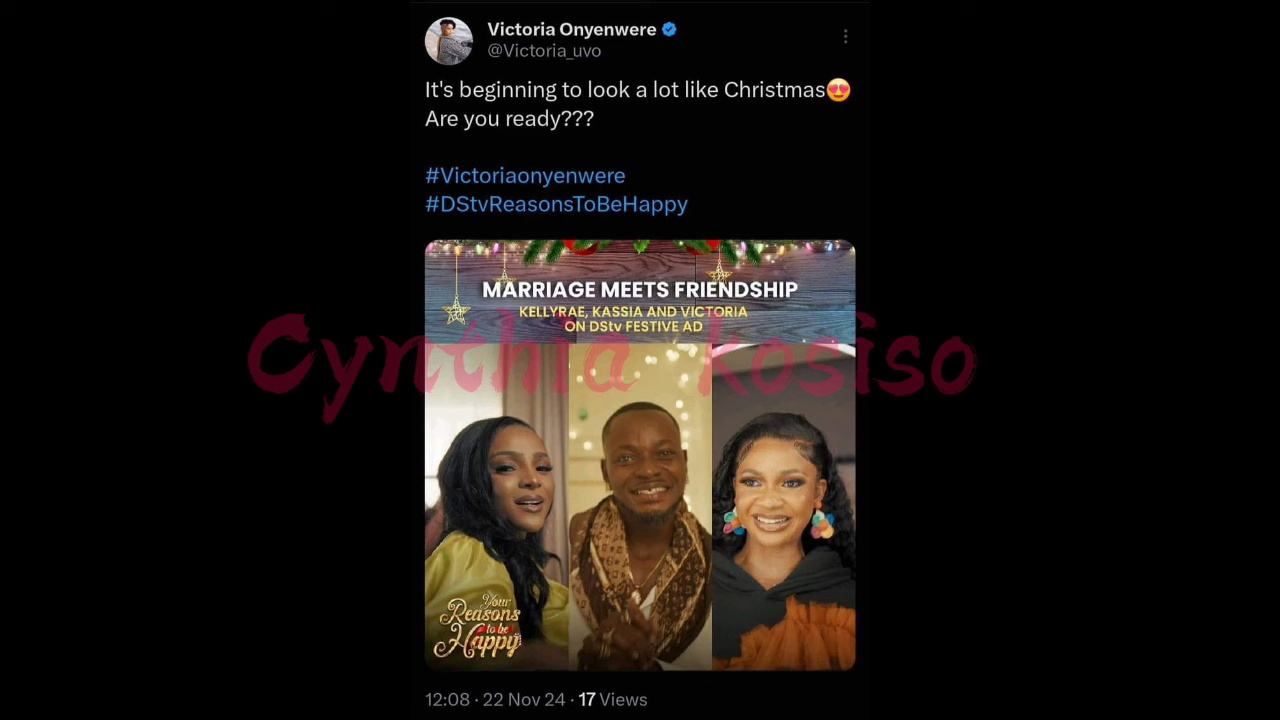 Victoria Onyenwere
@Victoria_uvo
It's beginning to look a lot like Christmas😍
Are you ready???
#Victoriaonyenwere
#DStvReasonsToBeHappy
MARRIAGE MEETS FRIENDSHIP
KELLYRAE, KASSIA AND VICTORIA
ON DStv FESTIVE AD
Cynthia kosiso
Your
Reasons
to be
Happy
12:08 · 22 Nov 24 · 17 Views